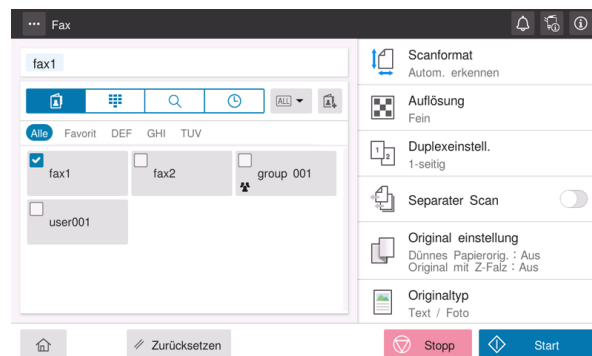 Fax
fax1
ALL
Alle Favorit DEF GHI TUV
fax1
fax2
group 001
user001
Scanformat
Autom. erkennen
Auflösung
Fein
1 2
Duplexeinstell.
1-seitig
Separater Scan
Original einstellung
Dünnes Papierorig. : Aus
Original mit Z-Falz : Aus
Originaltyp
Text / Foto
Zurücksetzen
Stopp
Start